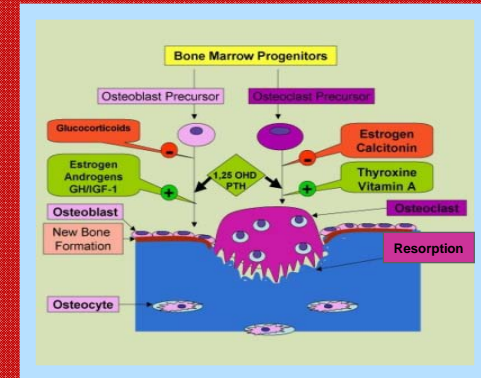 Bone Marrow Progenitors
Osteoblast Precursor
Osteoclast Precursor
Glucocorticoids
Estrogen
Calcitonin
Estrogen
Androgens
GH/IGF-1
1,25 OHD
PTH
Thyroxine
Vitamin A
Osteoblast
Osteoclast
New Bone
Formation
Resorption
Osteocyte